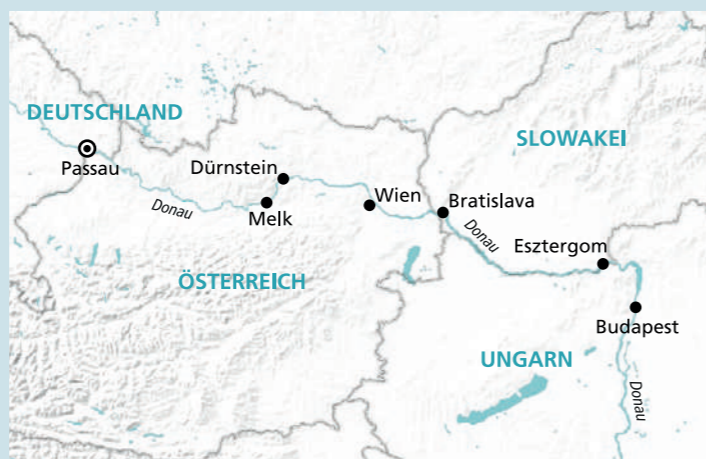 DEUTSCHLAND
SLOWAKEI
Passau
Dürnstein
Wien
Bratislava
Donau
Melk
Donau
Esztergom
ÖSTERREICH
Budapest
UNGARN
Donau